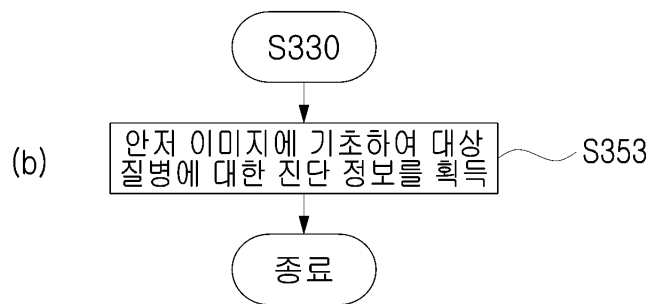 S330
(b)
안저 이미지에 기초하여 대상
질병에 대한 진단 정보를 획득
S353
종료